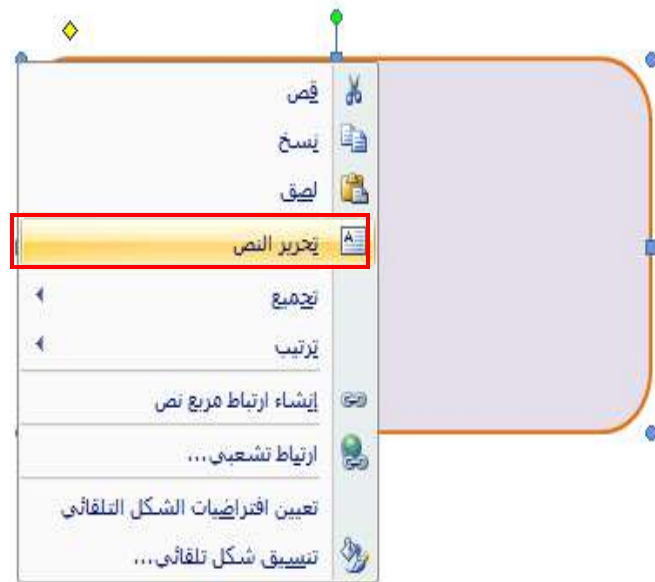 قص
نسخ
لصق
تحرير النص
تجميع
ترتيب
إنشاء ارتباط مربع نص
ارتباط تشعبي...
تعيين افتراضيات الشكل التلقائي
تنسيق شكل تلقائي...